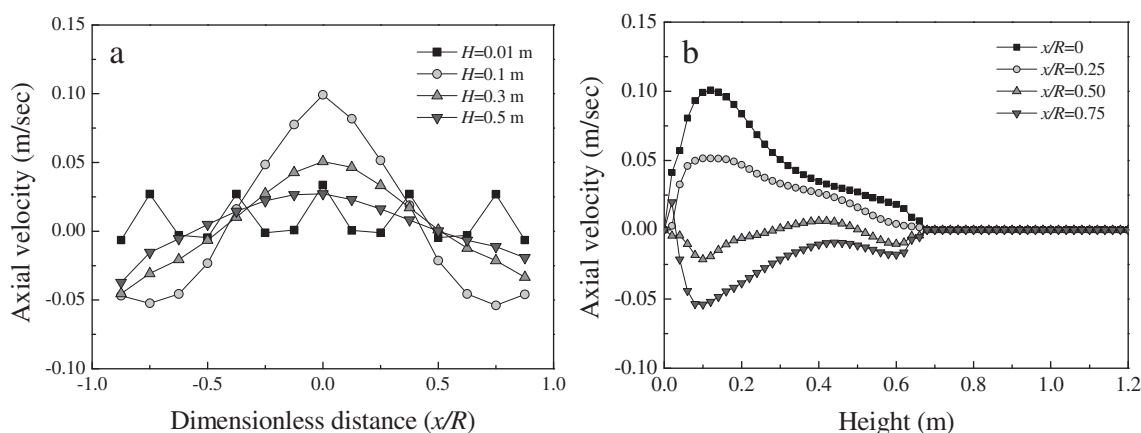 a
H=0.01 m
H=0.1 m
H=0.3 m
H=0.5 m
0.15
0.10
0.05
0.00
-0.05
-0.10
-1.0 -0.5 0.0 0.5 1.0
Axial velocity (m/sec)
Dimensionless distance (x/R)
b
x/R=0
x/R=0.25
x/R=0.50
x/R=0.75
0.15
0.10
0.05
0.00
-0.05
-0.10
0.0 0.2 0.4 0.6 0.8 1.0 1.2
Axial velocity (m/sec)
Height (m)